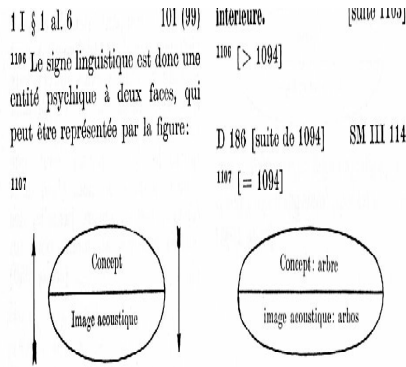 1 I § 1 al. 6 101 (99)
1106 Le signe linguistique est donc une
entité psychique à deux faces, qui
peut être représentée par la figure:
1107
Concept
Image acoustique
intérieure. [suite 1105]
1106 [> 1094]
D 186 [suite de 1094] SM III 114
1107 [= 1094]
Concept: arbre
image acoustique: arbos